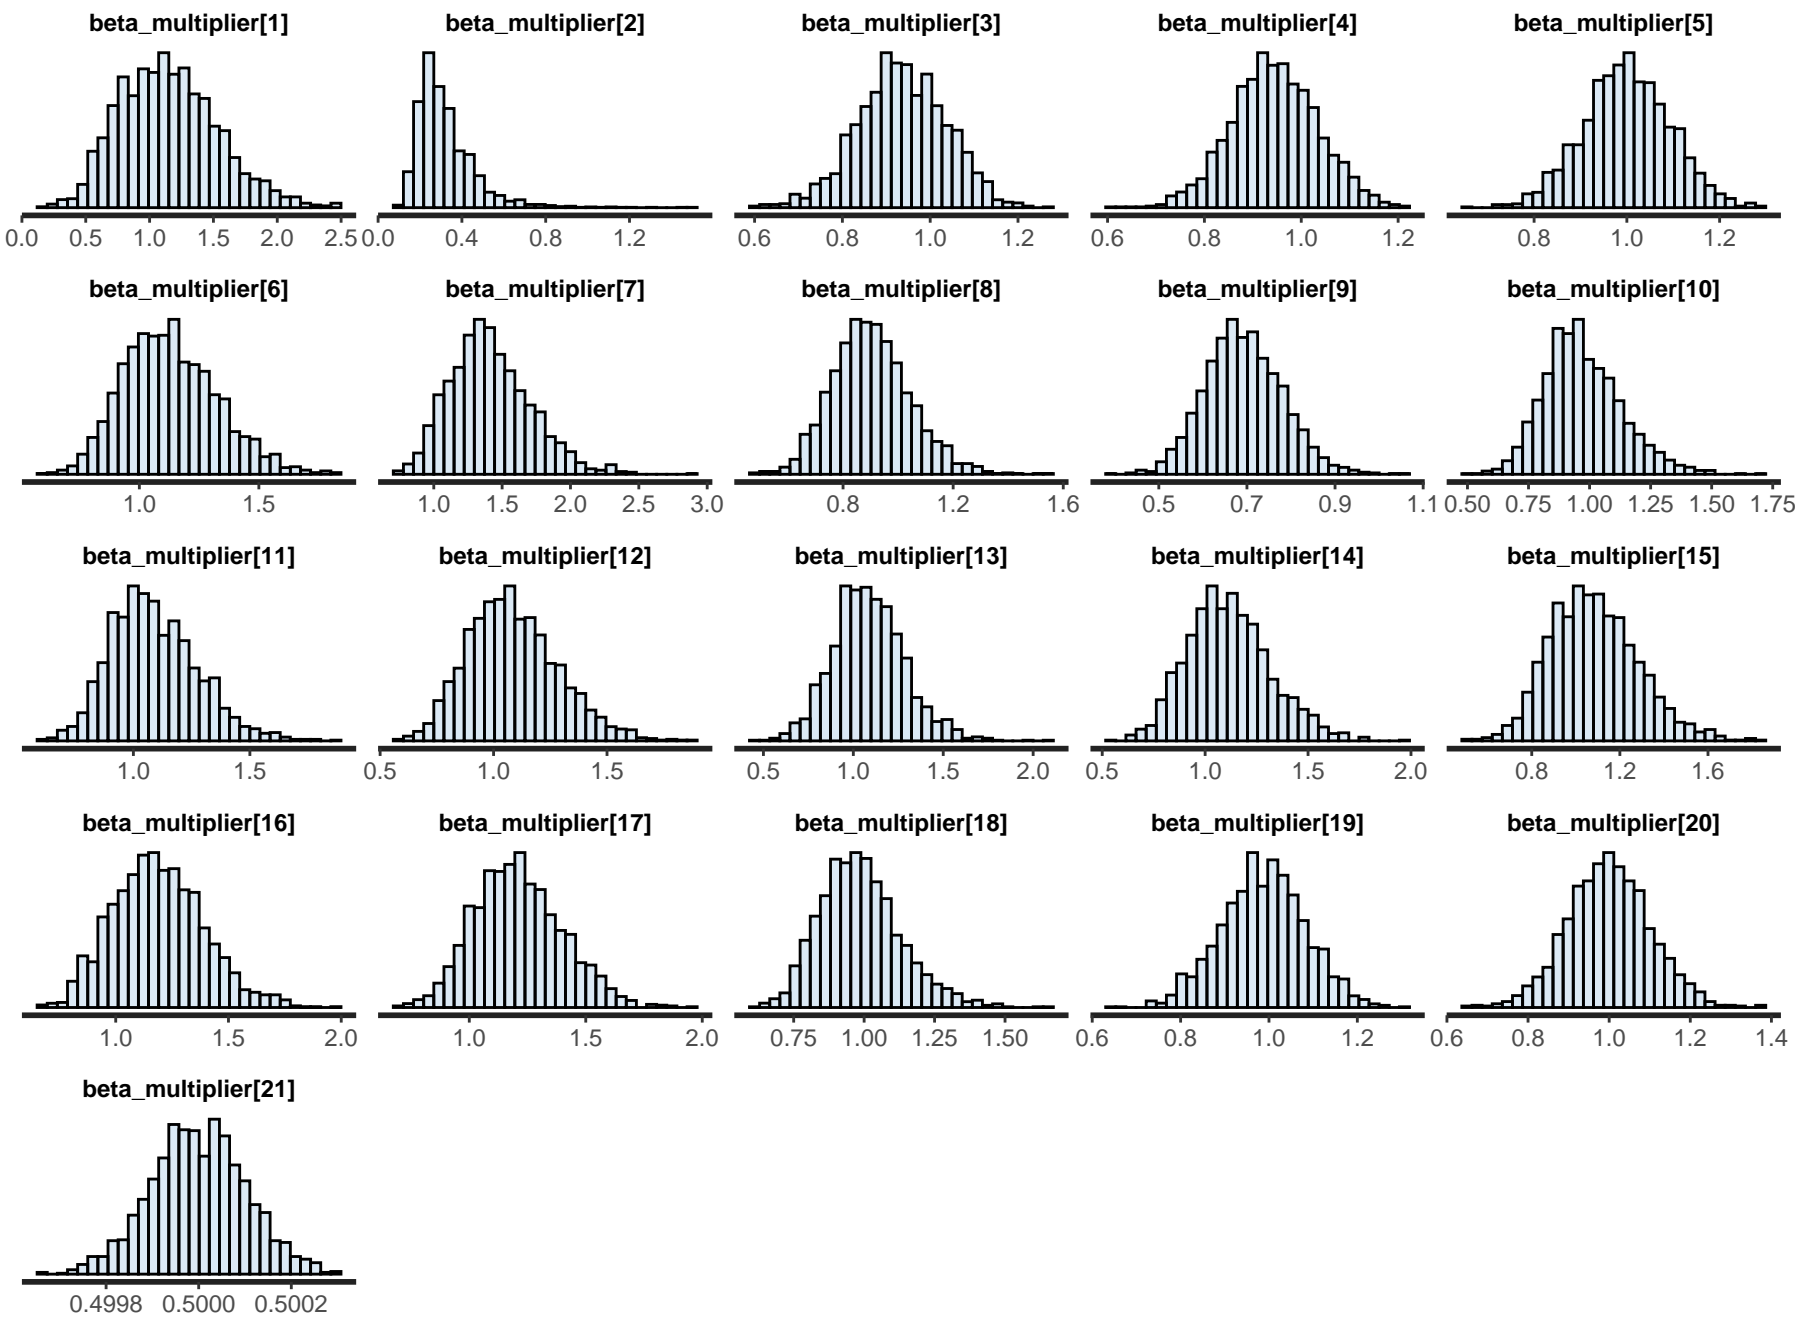 beta_multiplier[1] beta_multiplier[2] beta_multiplier[3] beta_multiplier[4] beta_multiplier[5]
0.0 0.5 1.0 1.5 2.0 2.5 0.0 0.4 0.8 1.2 0.6 0.8 1.0 1.2 0.6 0.8 1.0 1.2 0.8 1.0 1.2
beta_multiplier[6] beta_multiplier[7] beta_multiplier[8] beta_multiplier[9] beta_multiplier[10]
1.0 1.5 1.0 1.5 2.0 2.5 3.0 0.8 1.2 1.6 0.5 0.7 0.9 1.1 0.50 0.75 1.00 1.25 1.50 1.75
beta_multiplier[11] beta_multiplier[12] beta_multiplier[13] beta_multiplier[14] beta_multiplier[15]
1.0 1.5 0.5 1.0 1.5 0.5 1.0 1.5 2.0 0.5 1.0 1.5 2.0 0.8 1.2 1.6
beta_multiplier[16] beta_multiplier[17] beta_multiplier[18] beta_multiplier[19] beta_multiplier[20]
1.0 1.5 2.0 1.0 1.5 2.0 0.75 1.00 1.25 1.50 0.6 0.8 1.0 1.2 0.6 0.8 1.0 1.2 1.4
beta_multiplier[21]
0.4998 0.5000 0.5002